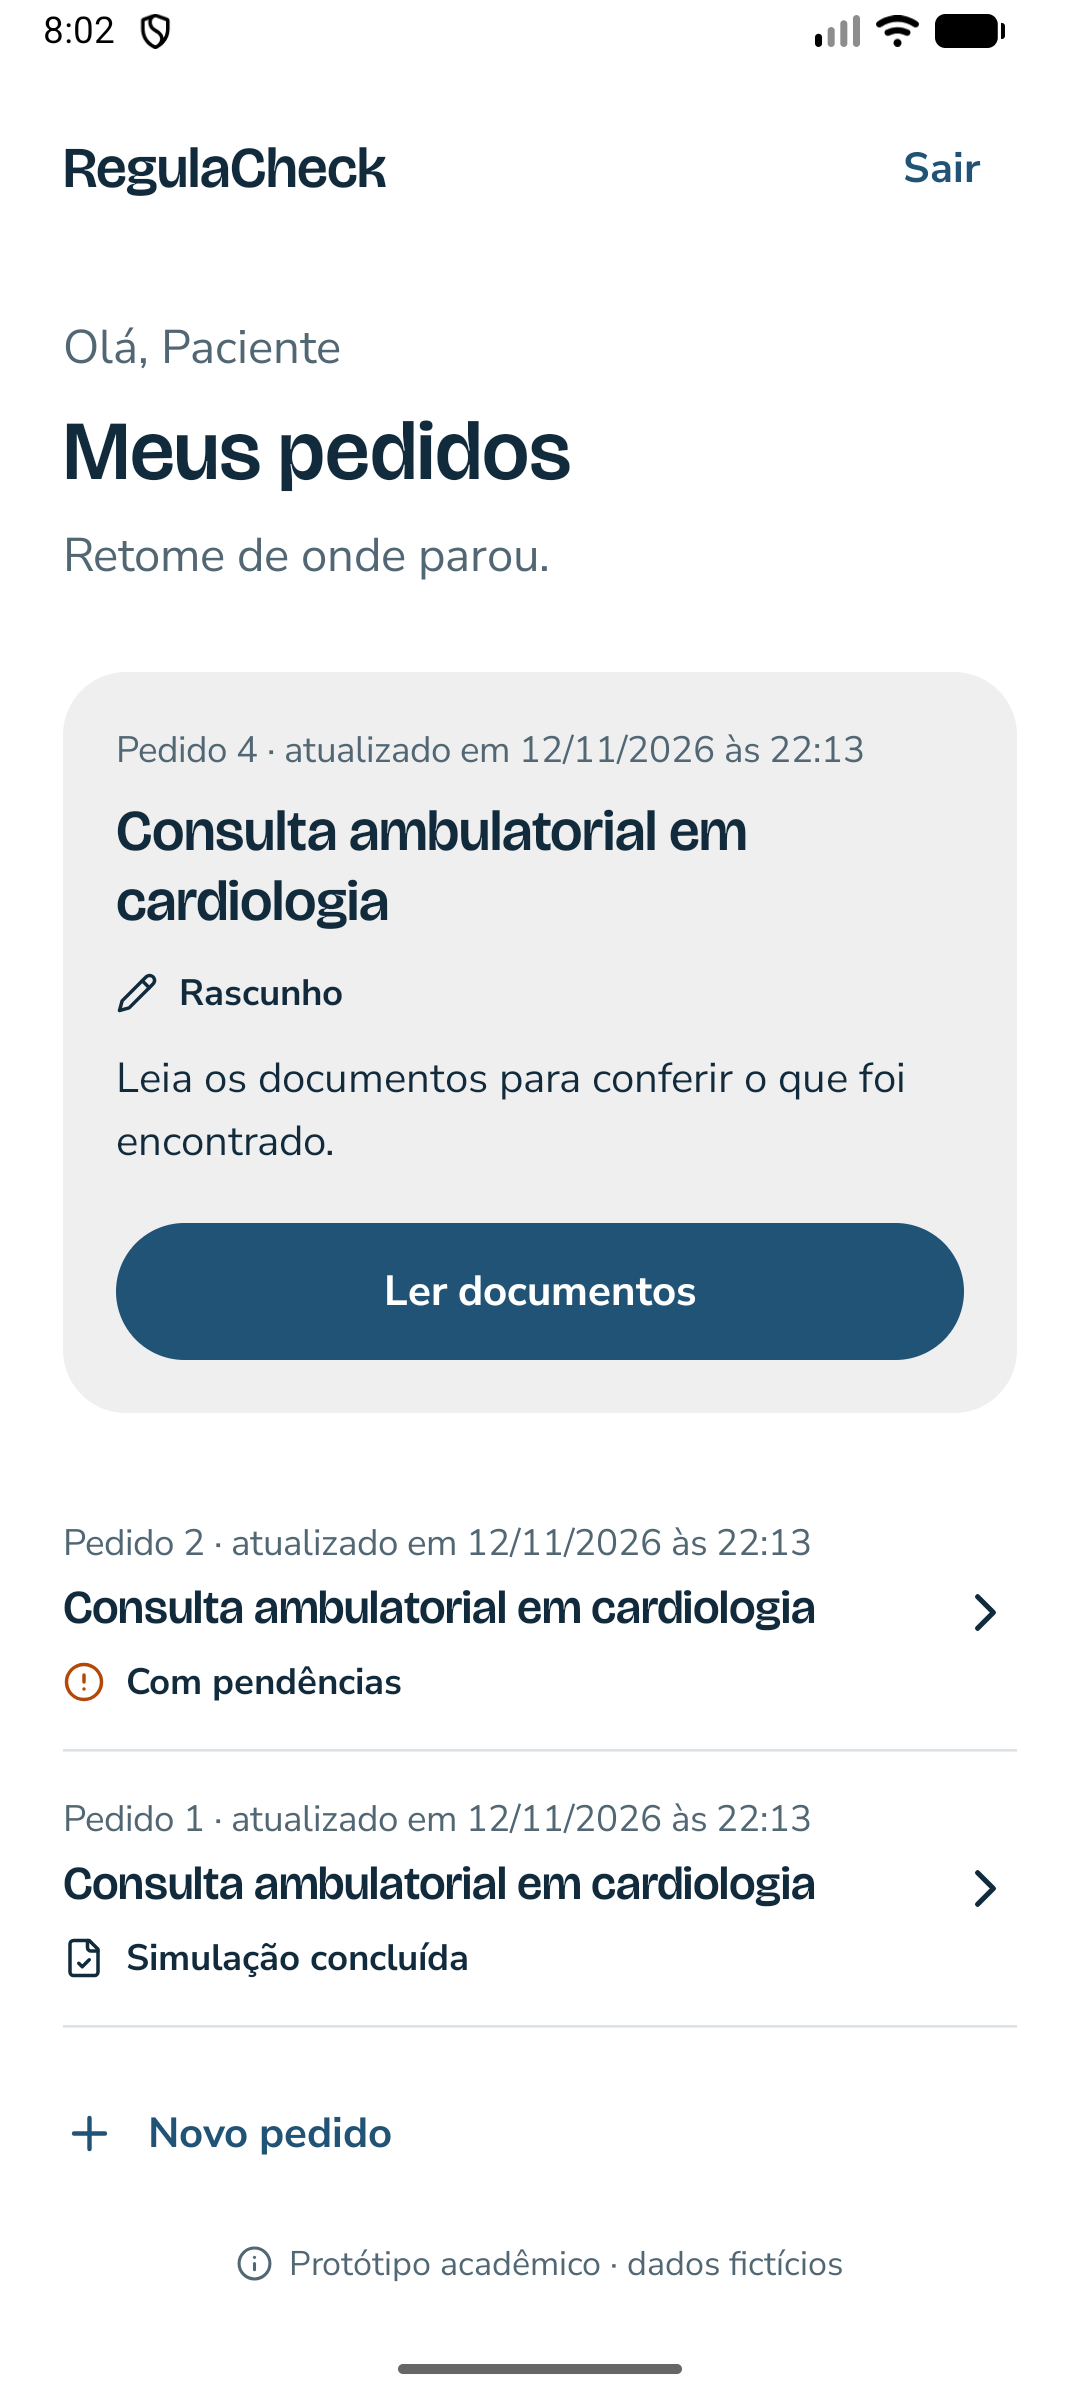 8:02
RegulaCheck
Sair
Olá, Paciente
Meus pedidos
Retome de onde parou.
Pedido 4 · atualizado em 12/11/2026 às 22:13
Consulta ambulatorial em
cardiologia
Rascunho
Leia os documentos para conferir o que foi
encontrado.
Ler documentos
Pedido 2 · atualizado em 12/11/2026 às 22:13
Consulta ambulatorial em cardiologia
Com pendências
Pedido 1 · atualizado em 12/11/2026 às 22:13
Consulta ambulatorial em cardiologia
Simulação concluída
Novo pedido
Protótipo acadêmico · dados fictícios